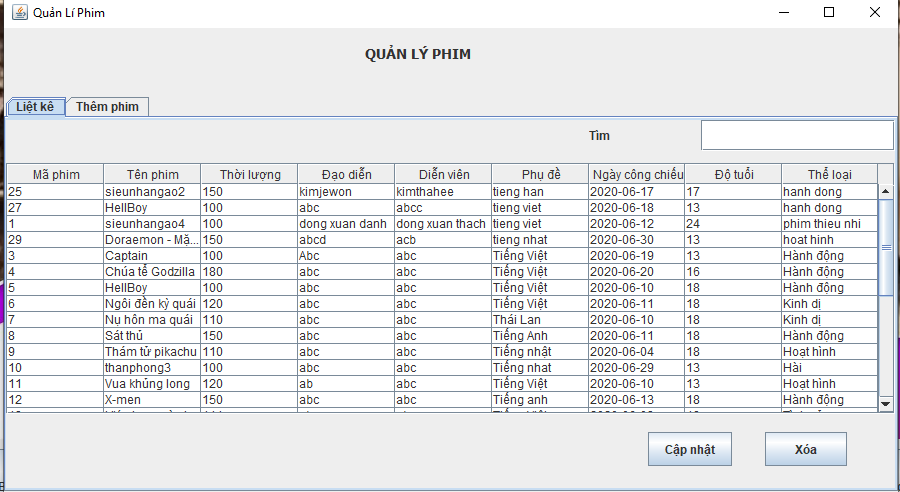 Quản Lí Phim
QUẢN LÝ PHIM
Liệt kê Thêm phim
Tìm
Mã phim Tên phim Thời lượng Đạo diễn Diễn viên Phụ đề Ngày công chiếu Độ tuổi Thể loại
25 sieunhangao2 150 kimjewon kimthahee tieng han 2020-06-17 17 hanh dong
27 HellBoy 100 abc abcc tieng viet 2020-06-18 13 hanh dong
1 sieunhangao4 100 dong xuan danh dong xuan thach tieng viet 2020-06-12 24 phim thieu nhi
29 Doraemon - Mặ... 150 abcd acb tieng nhat 2020-06-30 13 hoat hinh
3 Captain 100 Abc abc Tiếng Việt 2020-06-19 13 Hành động
4 Chúa tể Godzilla 180 abc abc Tiếng Việt 2020-06-20 16 Hành động
5 HellBoy 100 abc abc Tiếng Việt 2020-06-10 18 Hành động
6 Ngôi đền kỷ quái 120 abc abc Tiếng Việt 2020-06-11 18 Kinh dị
7 Nụ hôn ma quái 110 abc abc Thái Lan 2020-06-10 18 Kinh dị
8 Sát thủ 150 abc abc Tiếng Anh 2020-06-11 18 Hành động
9 Thám tử pikachu 110 abc abc Tiếng nhật 2020-06-04 18 Hoạt hình
10 thanphong3 100 abc abc Tiếng nhat 2020-06-29 13 Hài
11 Vua khủng long 120 ab abc Tiếng Việt 2020-06-10 13 Hoạt hình
12 X-men 150 abc abc Tiếng anh 2020-06-13 18 Hành động
Cập nhật Xóa